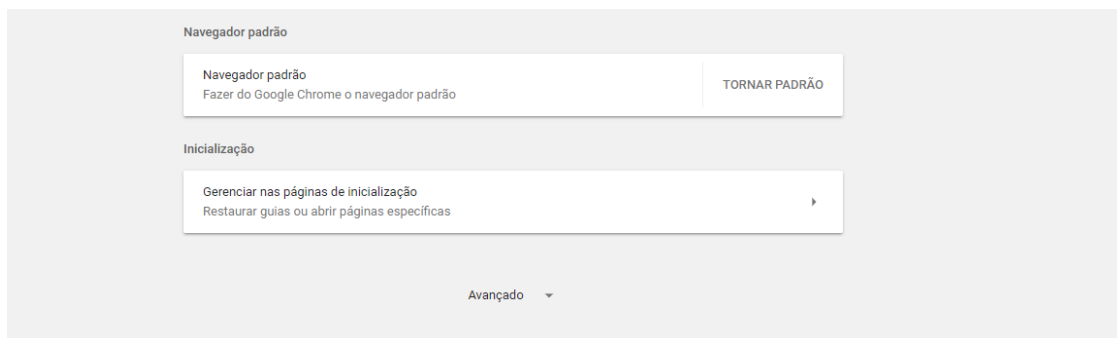 Navegador padrão
Navegador padrão
Fazer do Google Chrome o navegador padrão
TORNAR PADRÃO
Inicialização
Gerenciar nas páginas de inicialização
Restaurar guias ou abrir páginas específicas
Avançado